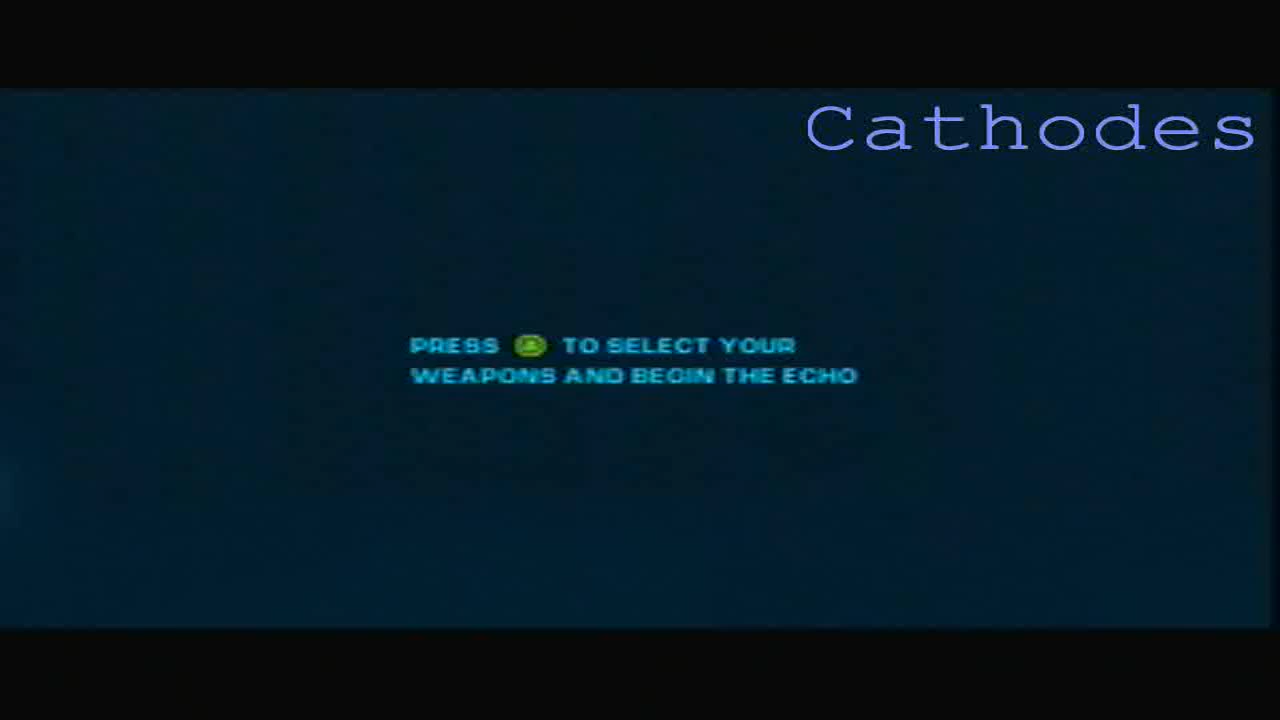 Cathodes
PRESS A TO SELECT YOUR
WEAPONS AND BEGIN THE ECHO